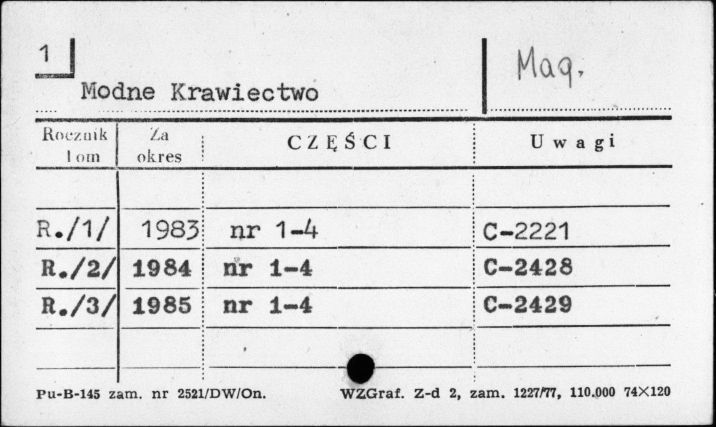 1
Mag.
Modne Krawiectwo
Rocznik Za CZĘŚCI Uwagi
Tom okres
R./1/ 1983 nr 1-4 C-2221
R./2/ 1984 nr 1-4 C-2428
R./3/ 1985 nr 1-4 C-2429
Pu-B-145 zam. nr 2521/DW/On. WZGraf. Z-d 2, zam. 1227/77, 110.000 74×120